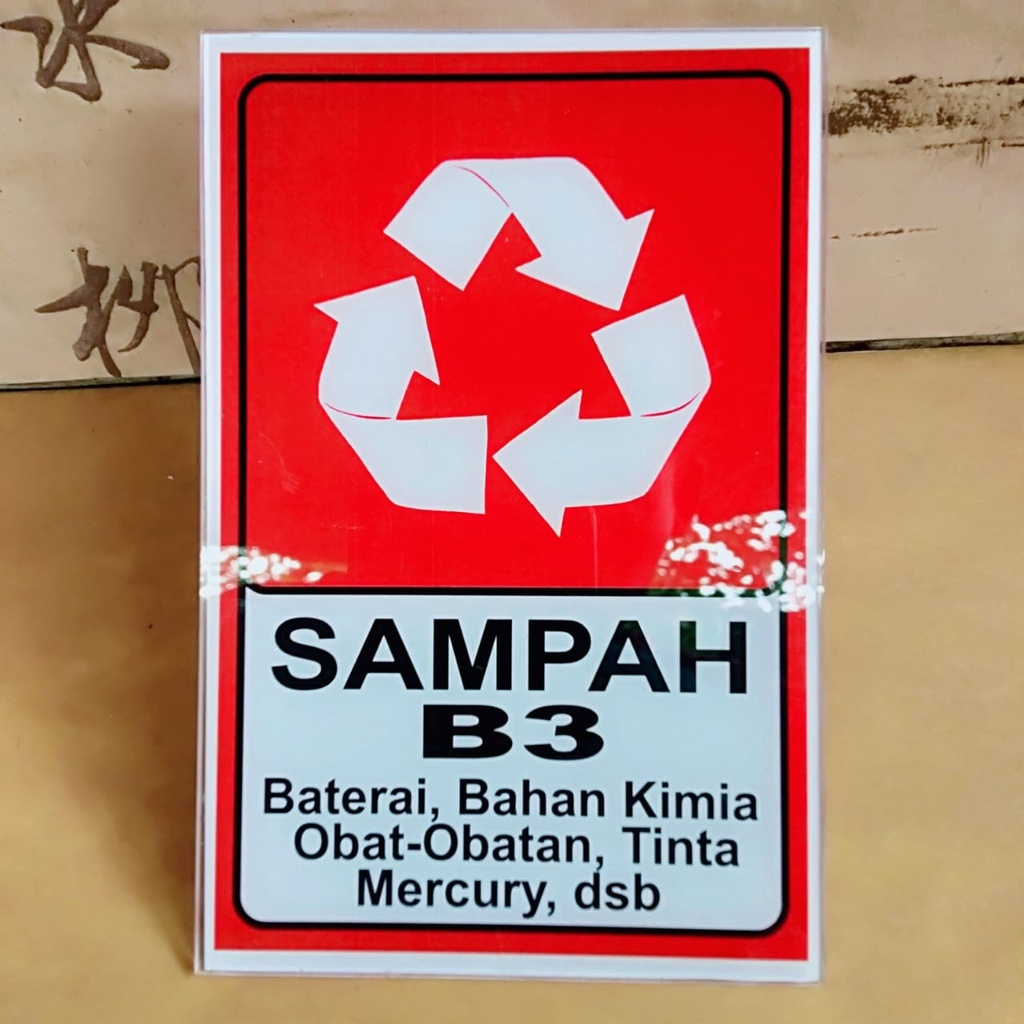 SAMPAH
B3
Baterai, Bahan Kimia
Obat-Obatan, Tinta
Mercury, dsb